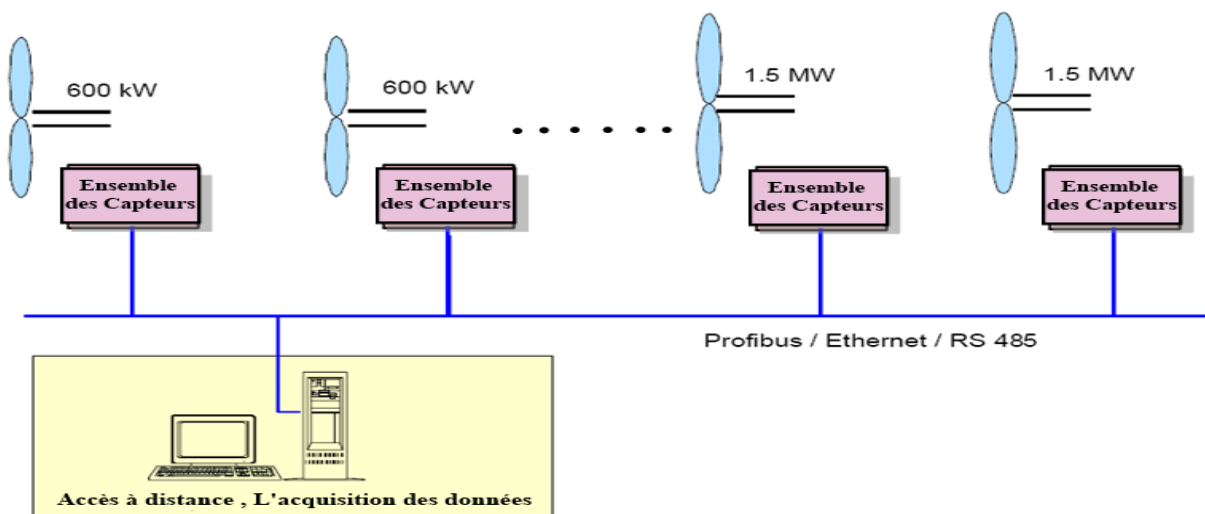 600 kW
600 kW
1.5 MW
1.5 MW
Ensemble
des Capteurs
Ensemble
des Capteurs
Ensemble
des Capteurs
Ensemble
des Capteurs
Profibus / Ethernet / RS 485
Accès à distance , L'acquisition des données